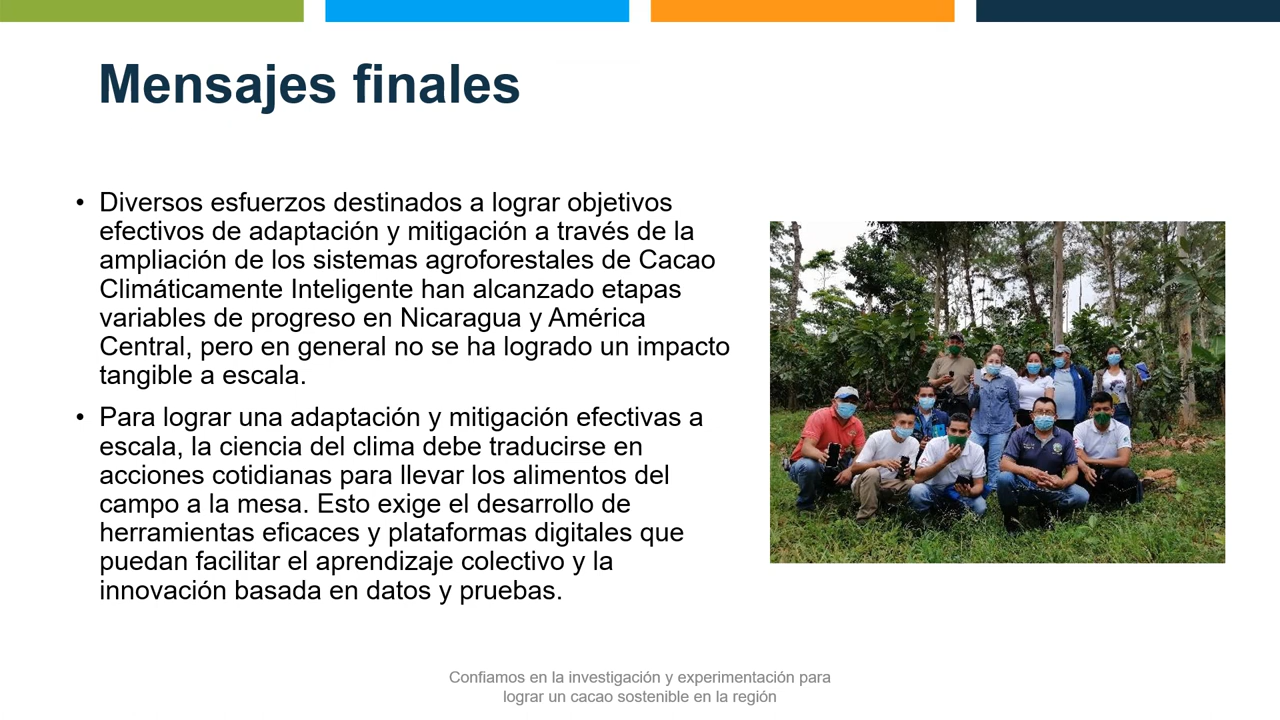 Mensajes finales
• Diversos esfuerzos destinados a lograr objetivos
efectivos de adaptación y mitigación a través de la
ampliación de los sistemas agroforestales de Cacao
Climáticamente Inteligente han alcanzado etapas
variables de progreso en Nicaragua y América
Central, pero en general no se ha logrado un impacto
tangible a escala.
• Para lograr una adaptación y mitigación efectivas a
escala, la ciencia del clima debe traducirse en
acciones cotidianas para llevar los alimentos del
campo a la mesa. Esto exige el desarrollo de
herramientas eficaces y plataformas digitales que
puedan facilitar el aprendizaje colectivo y la
innovación basada en datos y pruebas.
Confiamos en la investigación y experimentación para
lograr un cacao sostenible en la región